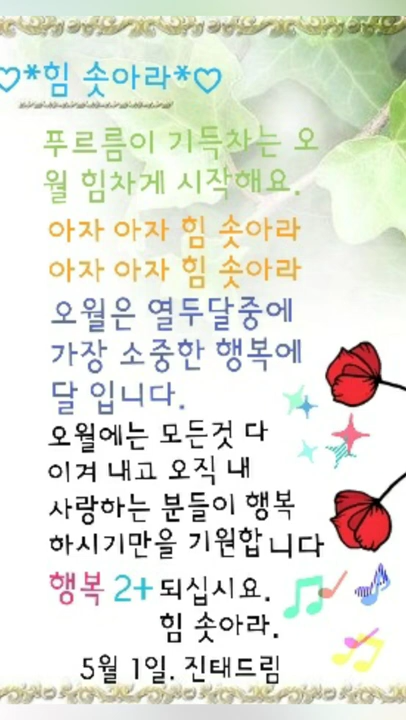 ♡*힘 솟아라*♡
푸르름이 기득차는 오
월 힘차게 시작해요.
아자 아자 힘 솟아라
아자 아자 힘 솟아라
오월은 열두달중에
가장 소중한 행복에
달 입니다.
오월에는 모든것 다
이겨 내고 오직 내
사랑하는 분들이 행복
하시기만을 기원합니다
행복 2+ 되십시요.
힘 솟아라.
5월 1일. 진태드림